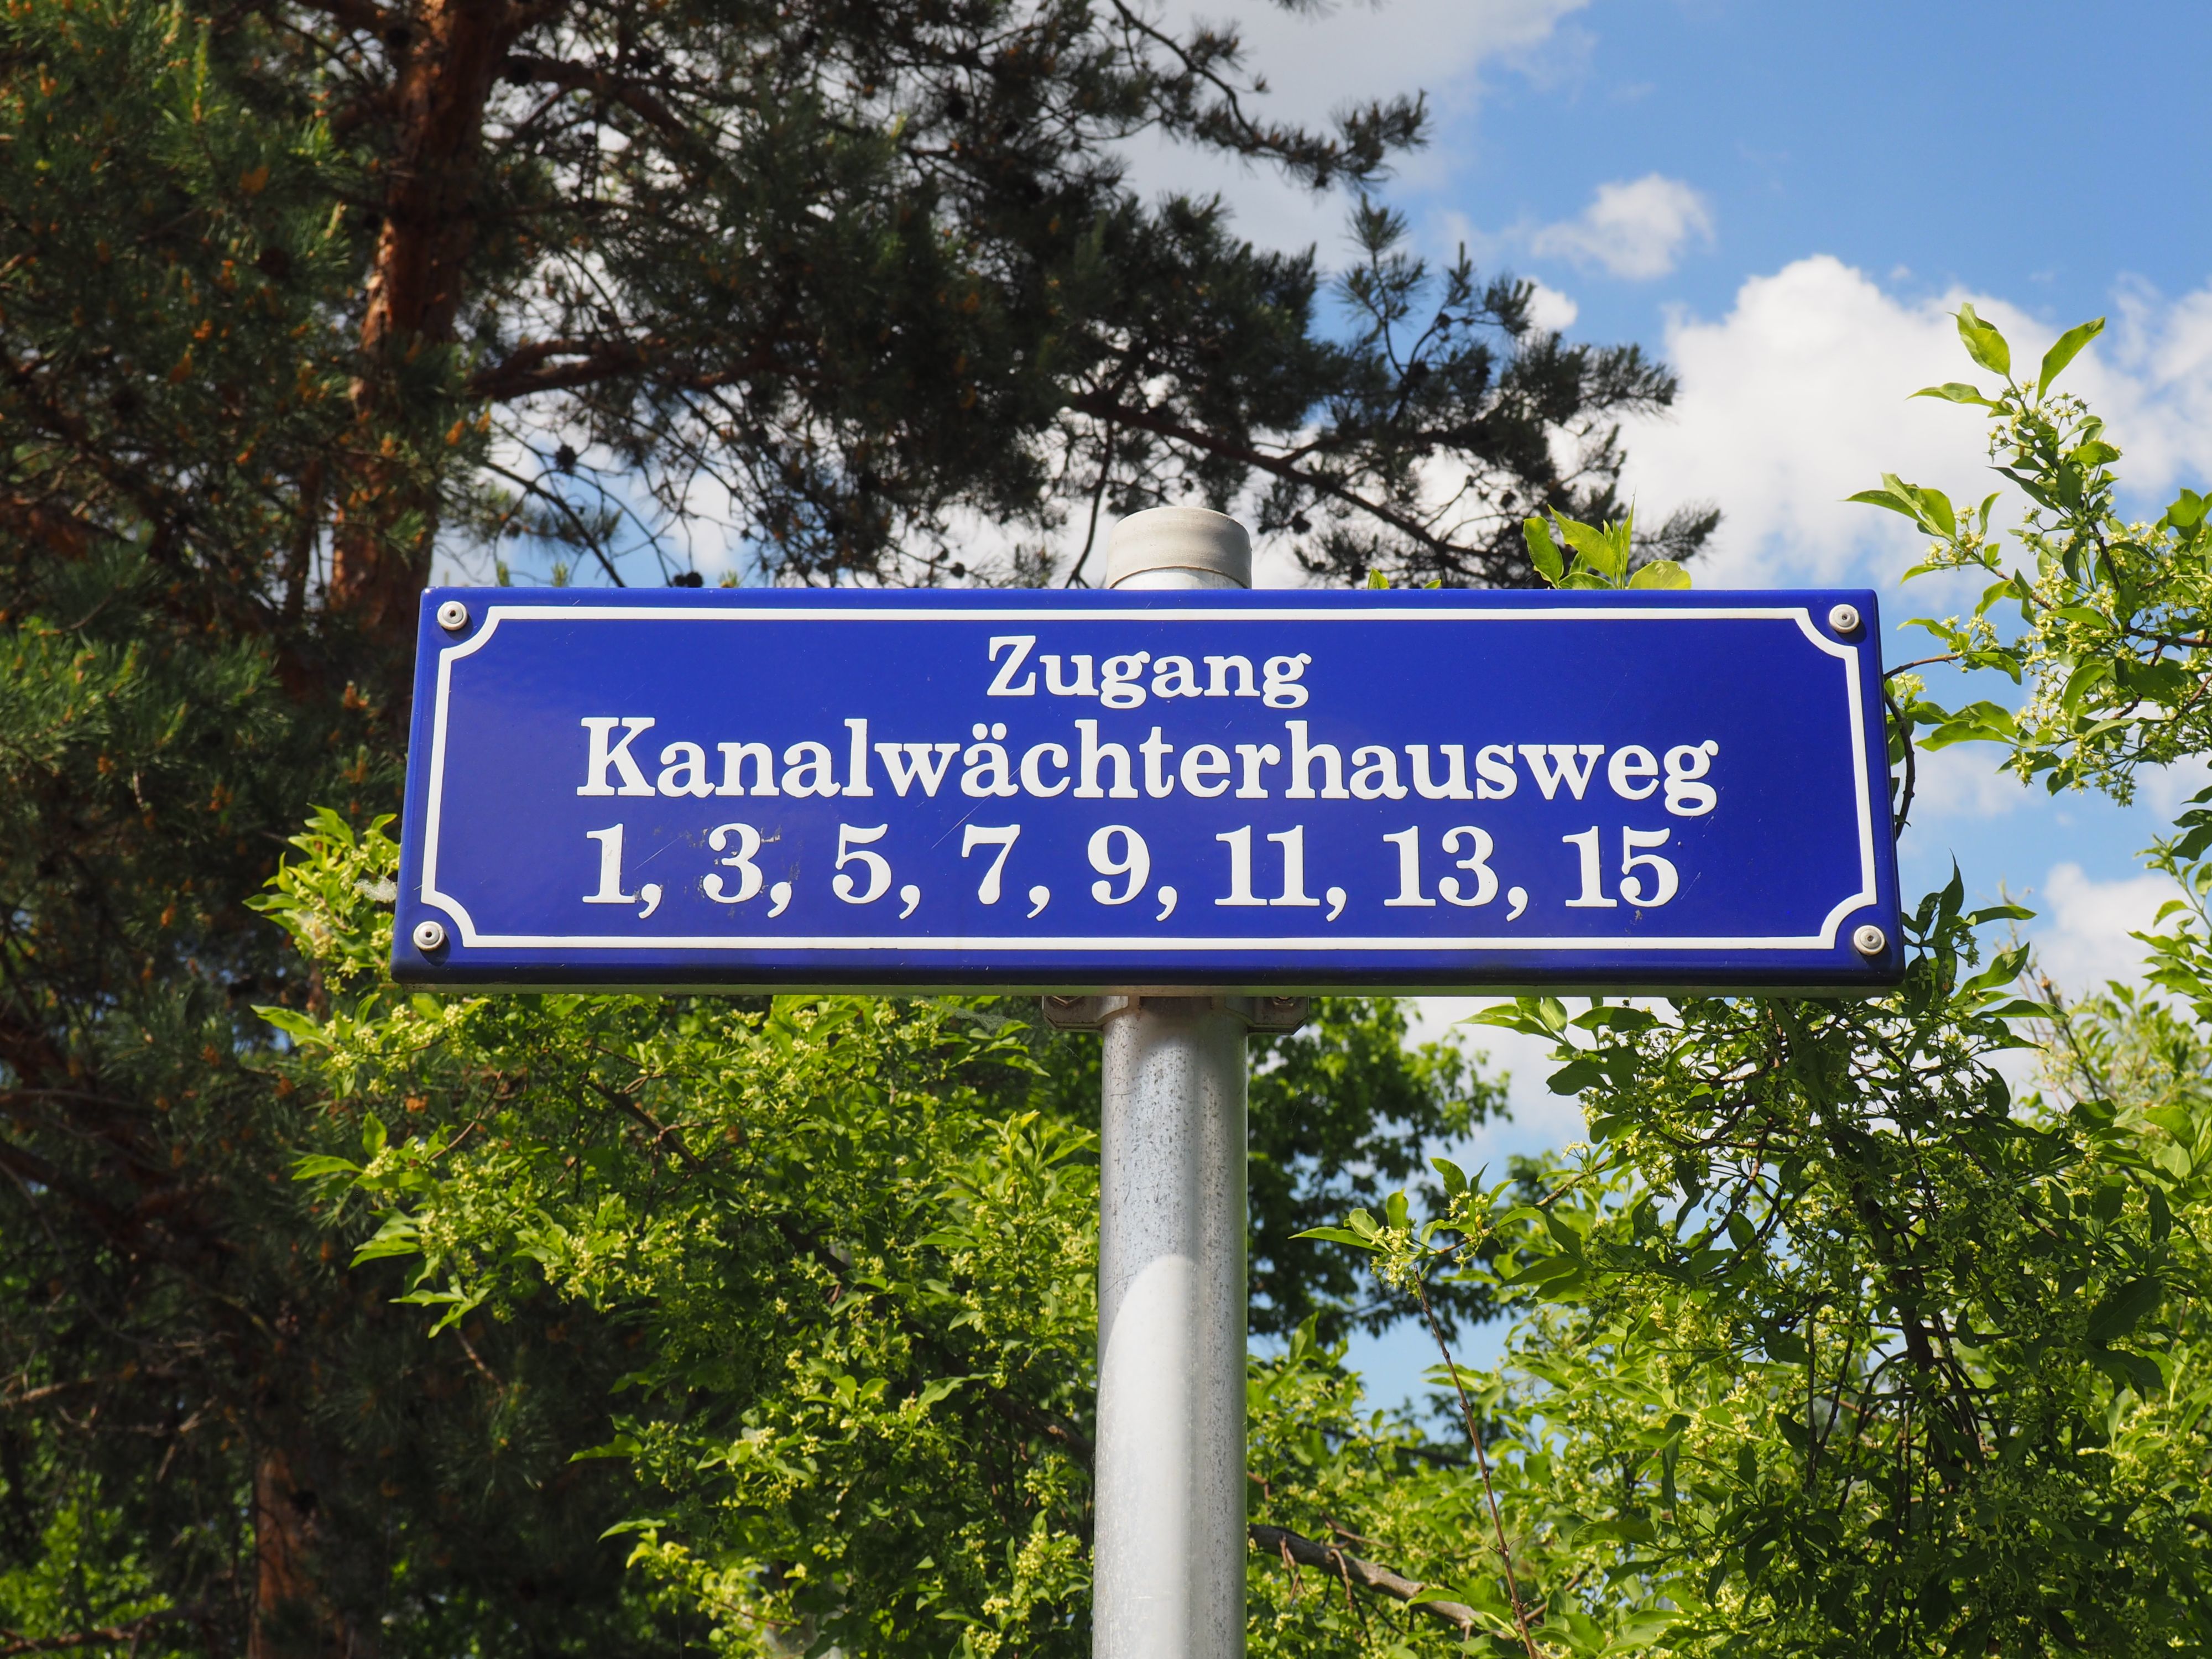 Zugang
Kanalwächterhausweg
1, 3, 5, 7, 9, 11, 13, 15